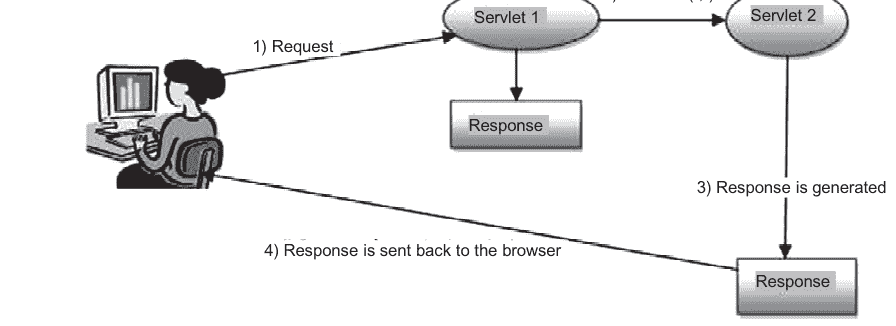 Servlet 1
Servlet 2
1) Request
Response
3) Response is generated
4) Response is sent back to the browser
Response